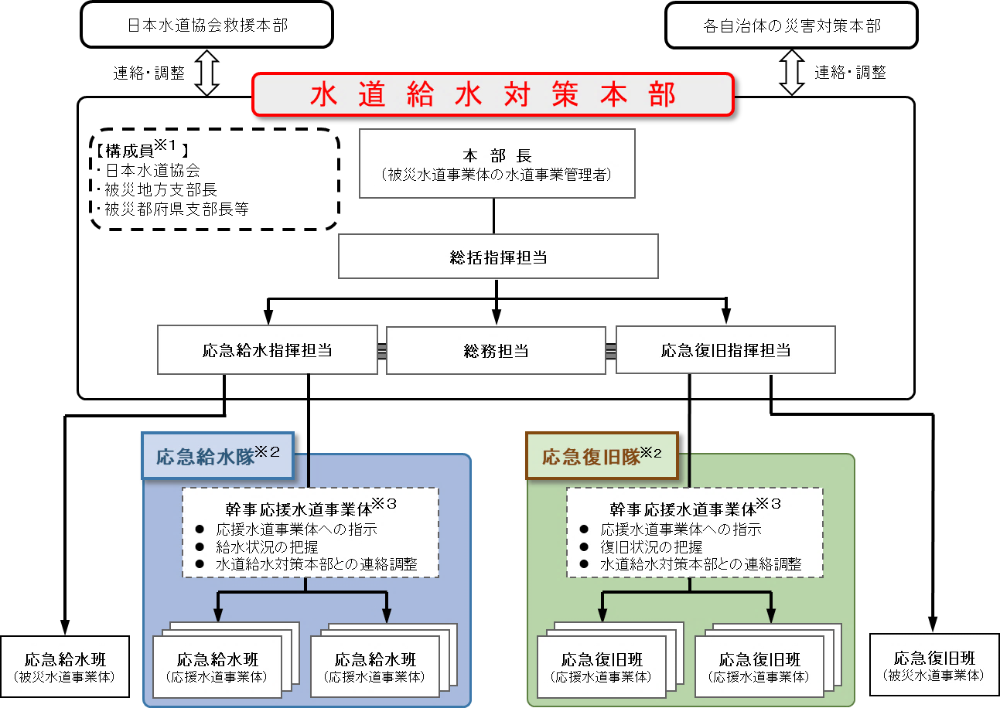 日本水道協会救援本部
各自治体の災害対策本部
連絡・調整
連絡・調整
水道給水対策本部
【構成員※1】
・日本水道協会
・被災地方支部長
・被災都府県支部長等
本部長
(被災水道事業体の水道事業管理者)
総括指揮担当
応急給水指揮担当
総務担当
応急復旧指揮担当
応急給水隊※2
幹事応援水道事業体※3
● 応援水道事業体への指示
● 給水状況の把握
● 水道給水対策本部との連絡調整
応急復旧隊※2
幹事応援水道事業体※3
● 応援水道事業体への指示
● 復旧状況の把握
● 水道給水対策本部との連絡調整
応急給水班
(被災水道事業体)
応急給水班
(応援水道事業体)
応急給水班
(応援水道事業体)
応急復旧班
(応援水道事業体)
応急復旧班
(応援水道事業体)
応急復旧班
(被災水道事業体)